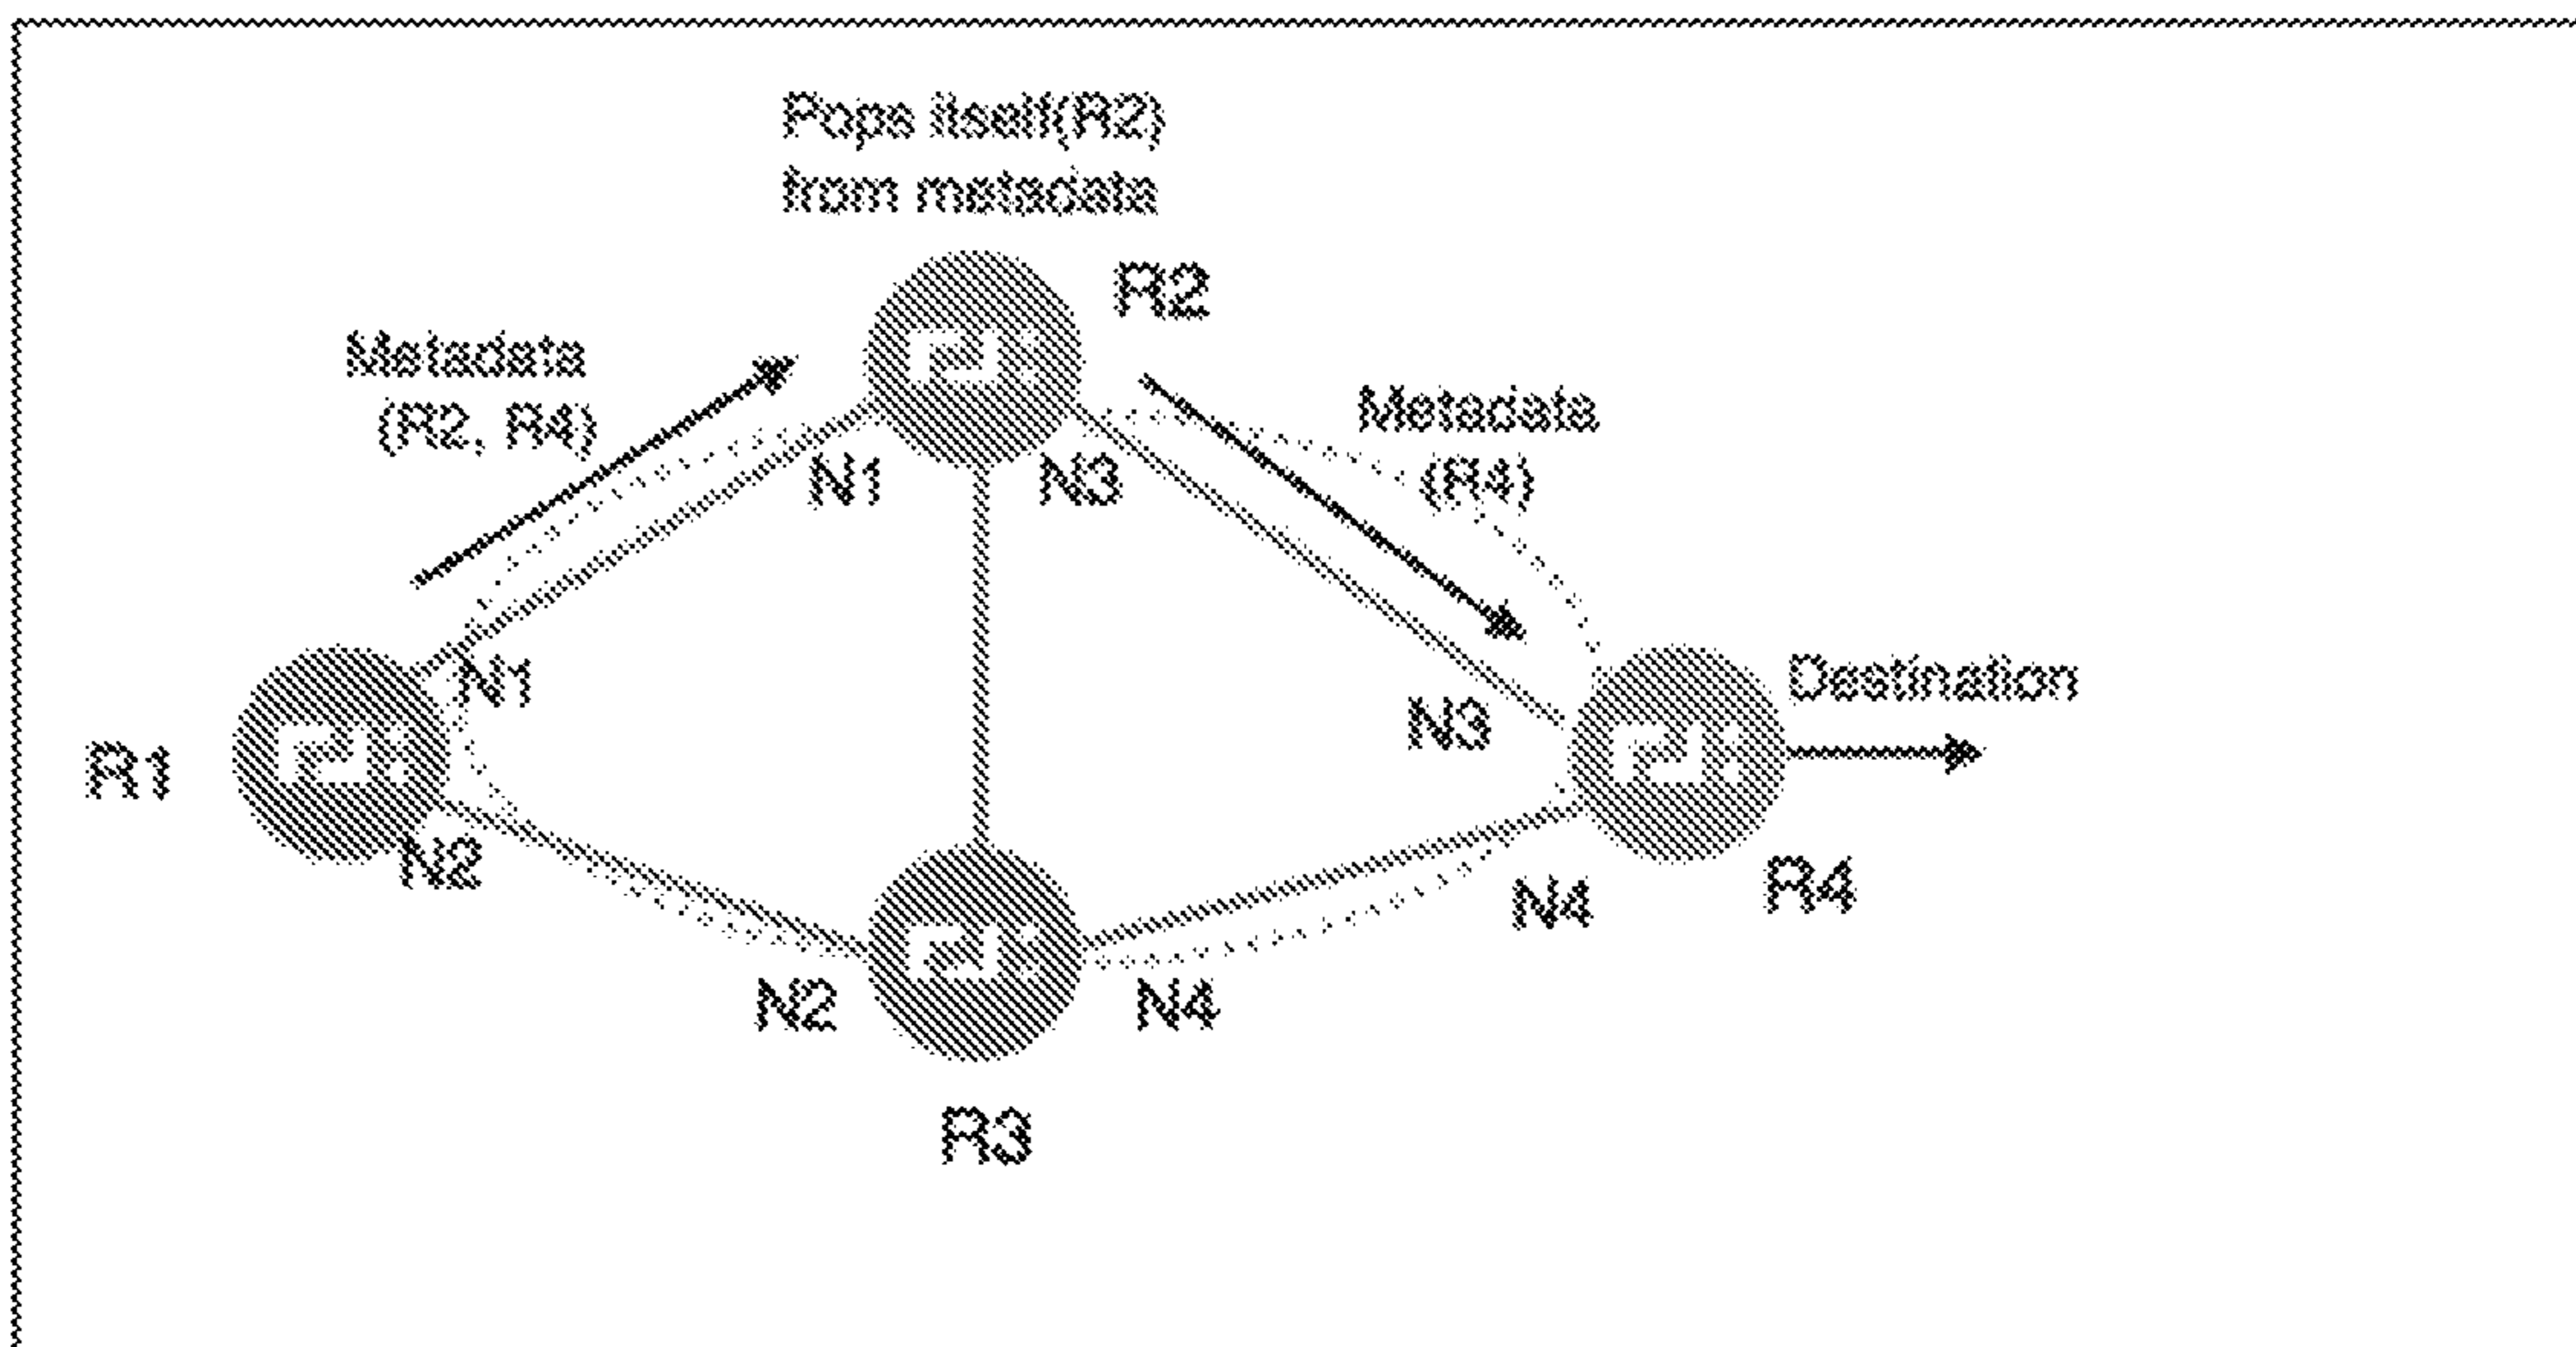 Pops itself(R2)
from metadata
R2
Metadata
(R2, R4)
Metadata
(R4)
N1
N3
N1
Destination
N3
R1
N2
R4
N4
N2
N4
R3